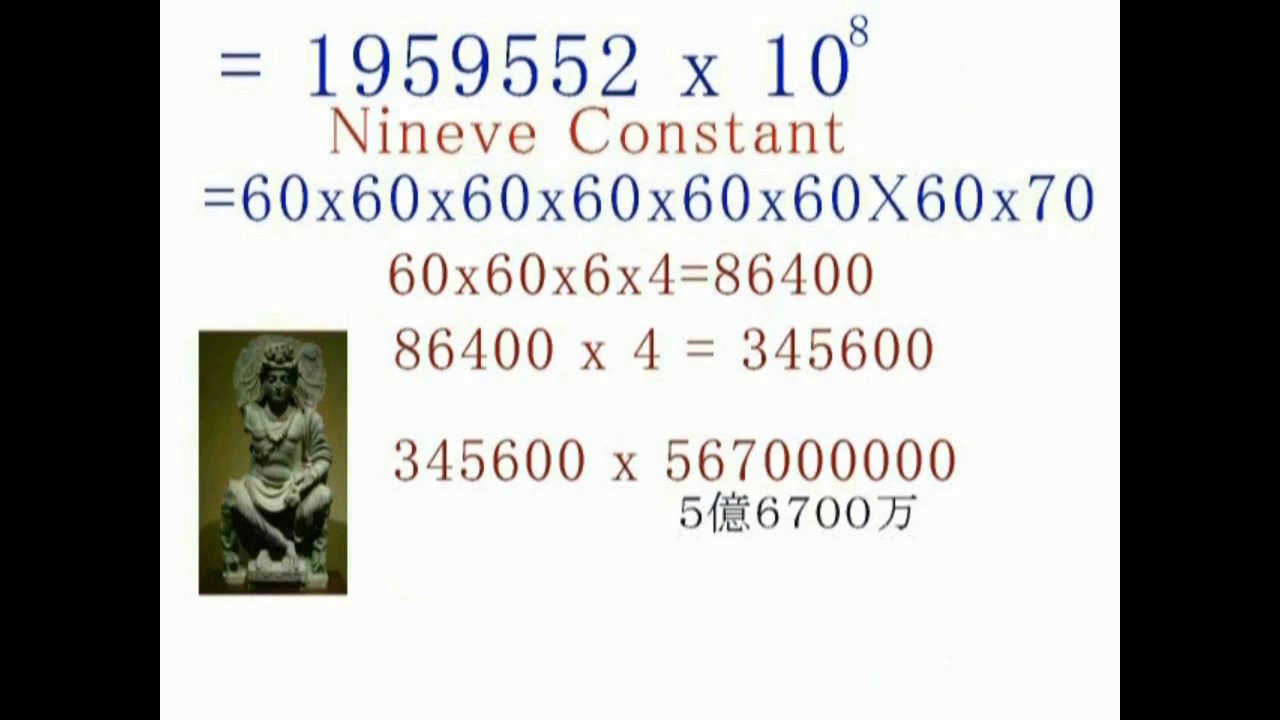 = 1959552 x 10⁸
Nineve Constant
=60x60x60x60x60x60X60x70
60x60x6x4=86400
86400 x 4 = 345600
345600 x 567000000
5億6700万